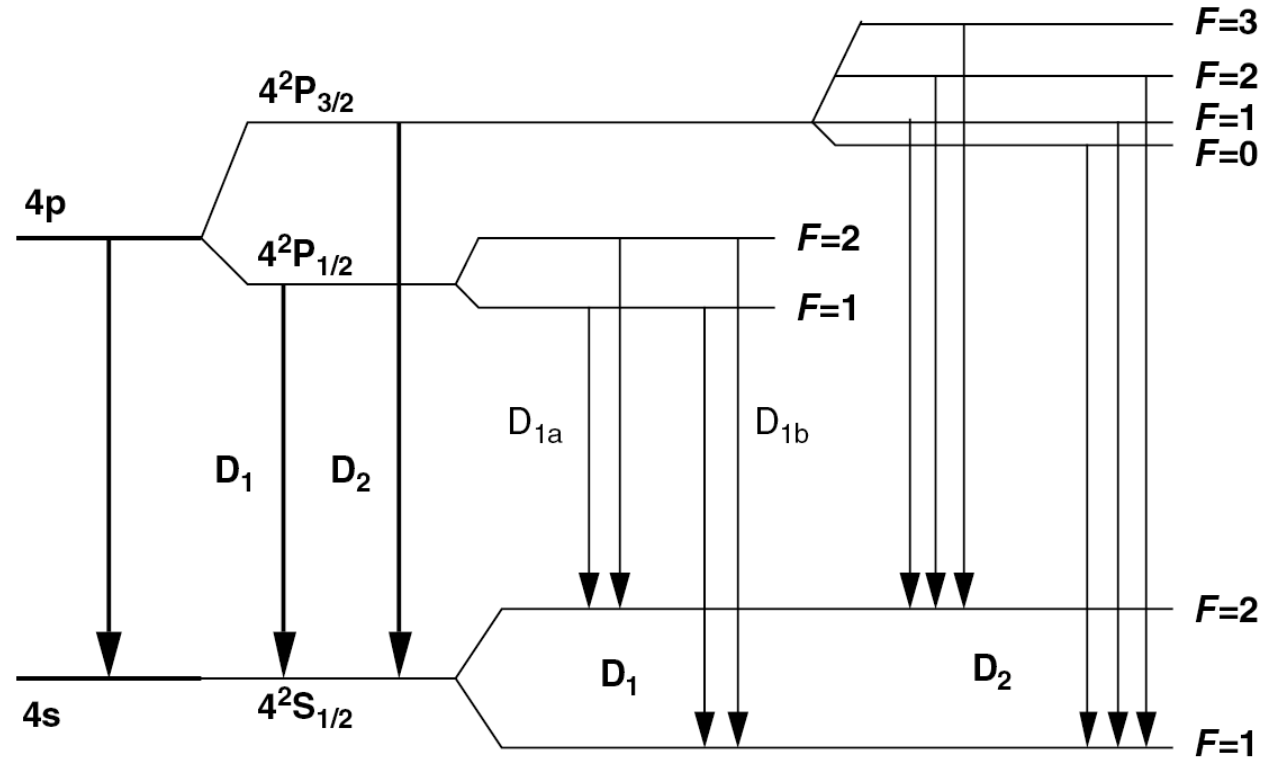 F=3
4²P₃/₂
F=2
F=1
F=0
4p
4²P₁/₂
F=2
F=1
D₁ₐ
D₁b
D₁
D₂
F=2
D₁
D₂
4s
4²S₁/₂
F=1